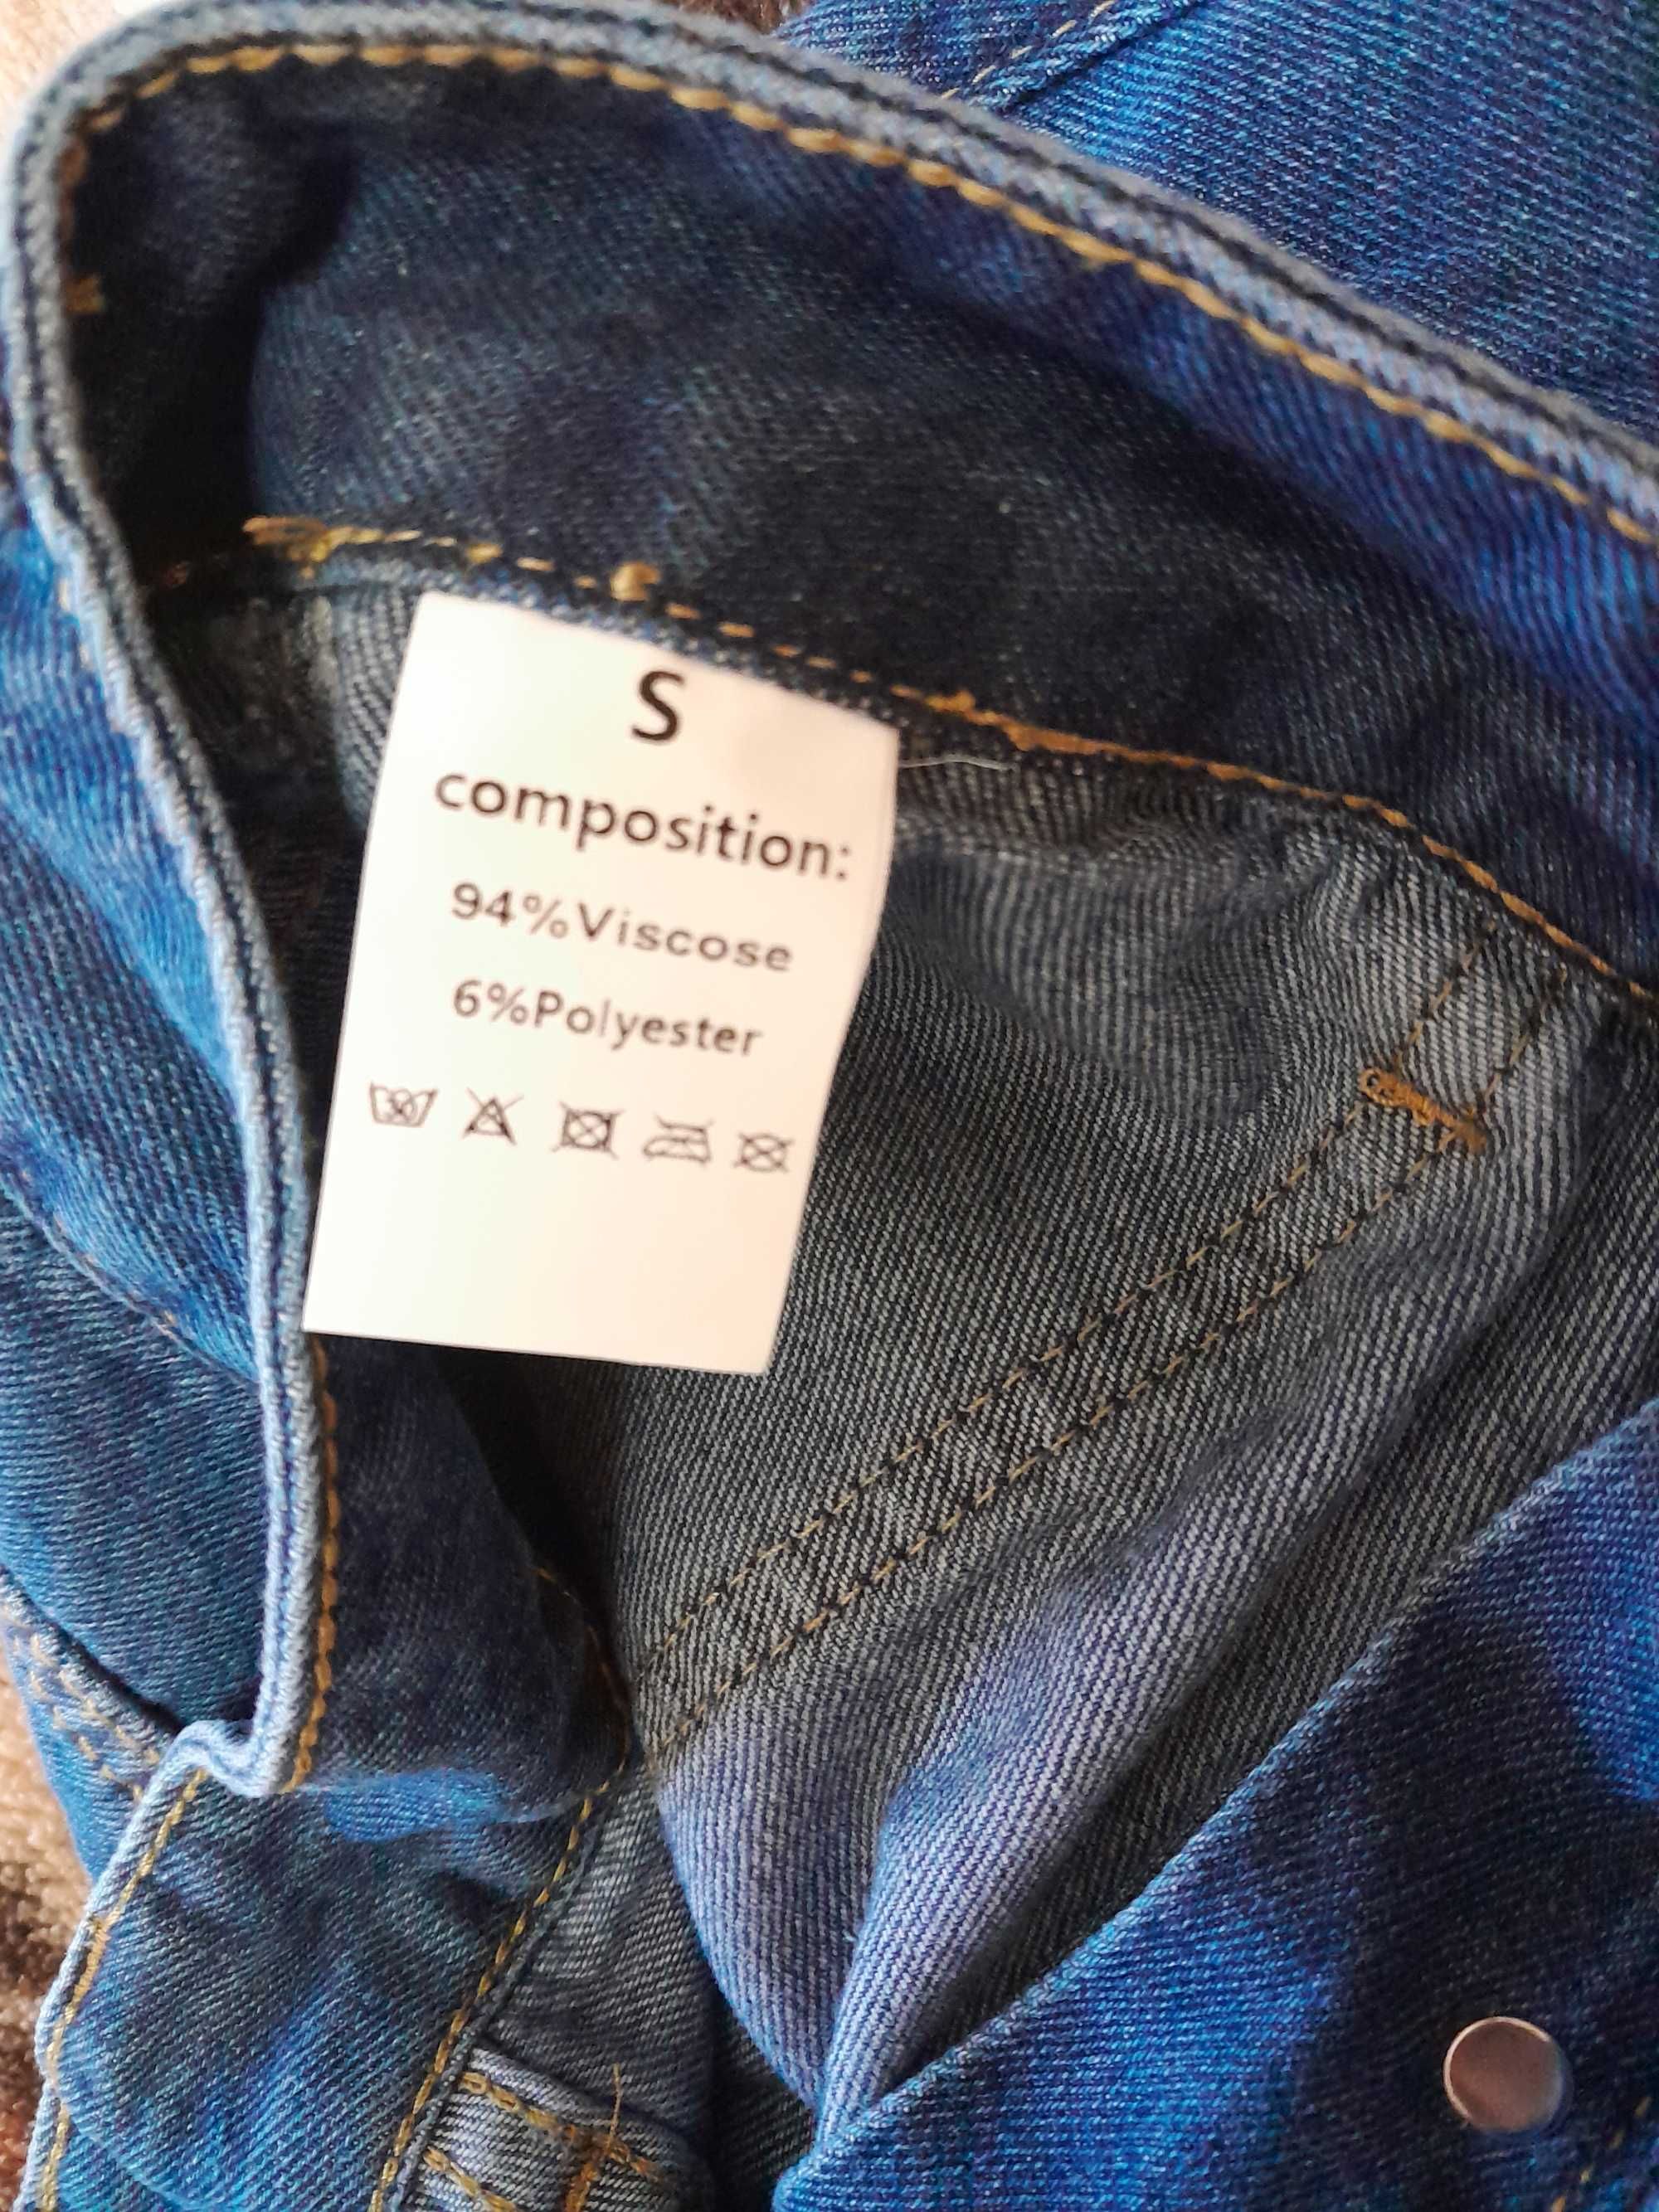 S
composition:
94%Viscose
6%Polyester